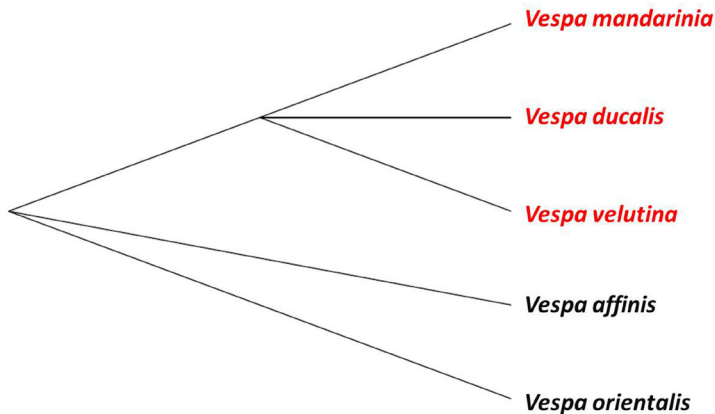 Vespa mandarinia
Vespa ducalis
Vespa velutina
Vespa affinis
Vespa orientalis